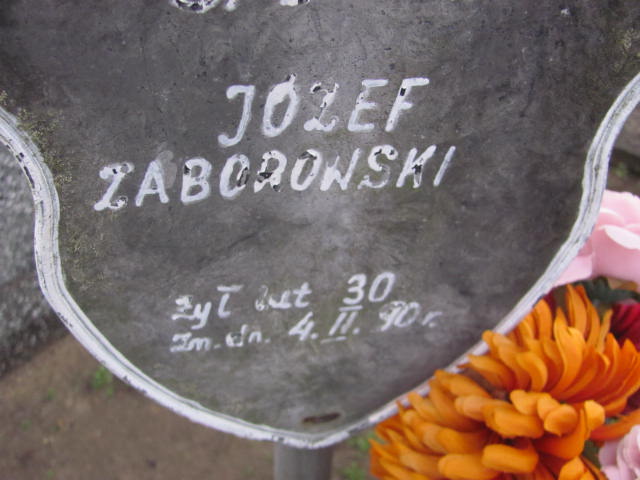 JÓZEF
ZABOROWSKI
żył lat 30
Zm. dn. 4. II. 90 r.